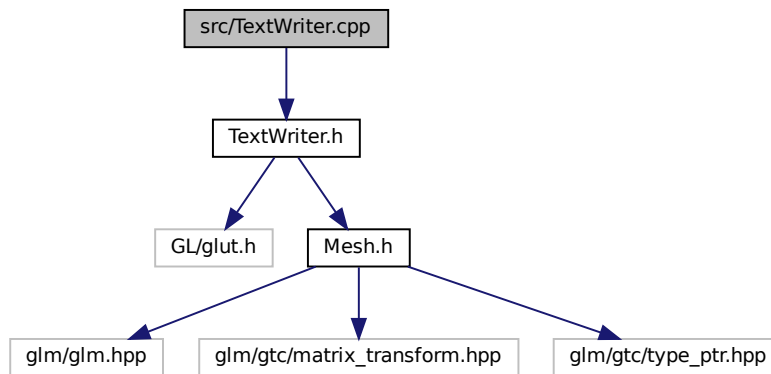 src/TextWriter.cpp
TextWriter.h
GL/glut.h
Mesh.h
glm/glm.hpp
glm/gtc/matrix_transform.hpp
glm/gtc/type_ptr.hpp